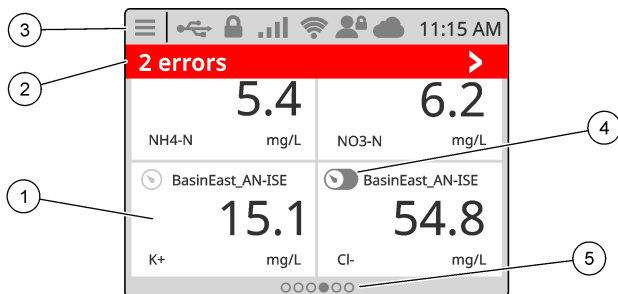 3
11:15 AM
2 errors
2
5.4
6.2
NH4-N mg/L
NO3-N mg/L
4
BasinEast_AN-ISE
BasinEast_AN-ISE
1
15.1
54.8
K+ mg/L
Cl- mg/L
5